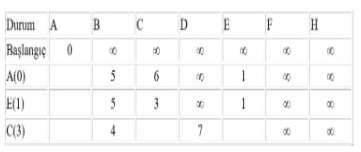 Durum A B C D E F H
Başlangıç 0 ∞ ∞ ∞ ∞ ∞ ∞
A(0) 5 6 ∞ 1 ∞ ∞
E(1) 5 3 ∞ 1 ∞ ∞
C(3) 4 7 ∞ ∞